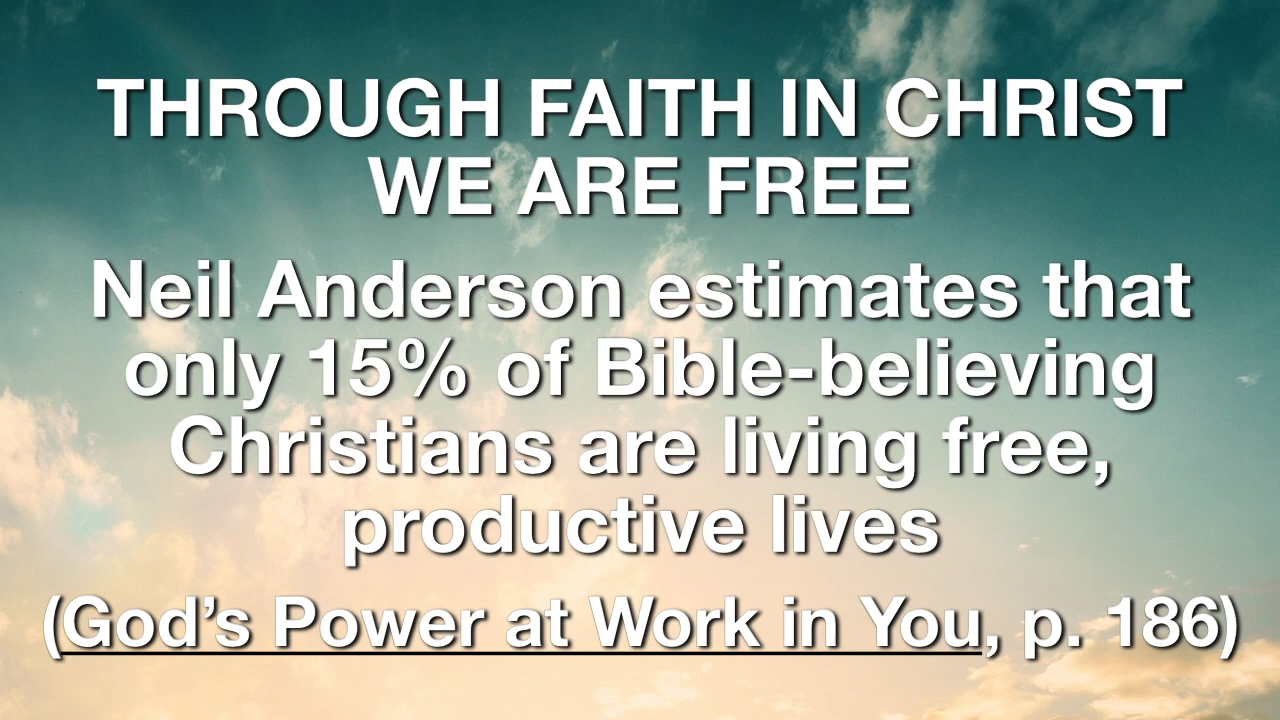 THROUGH FAITH IN CHRIST
WE ARE FREE
Neil Anderson estimates that
only 15% of Bible-believing
Christians are living free,
productive lives
(God’s Power at Work in You, p. 186)